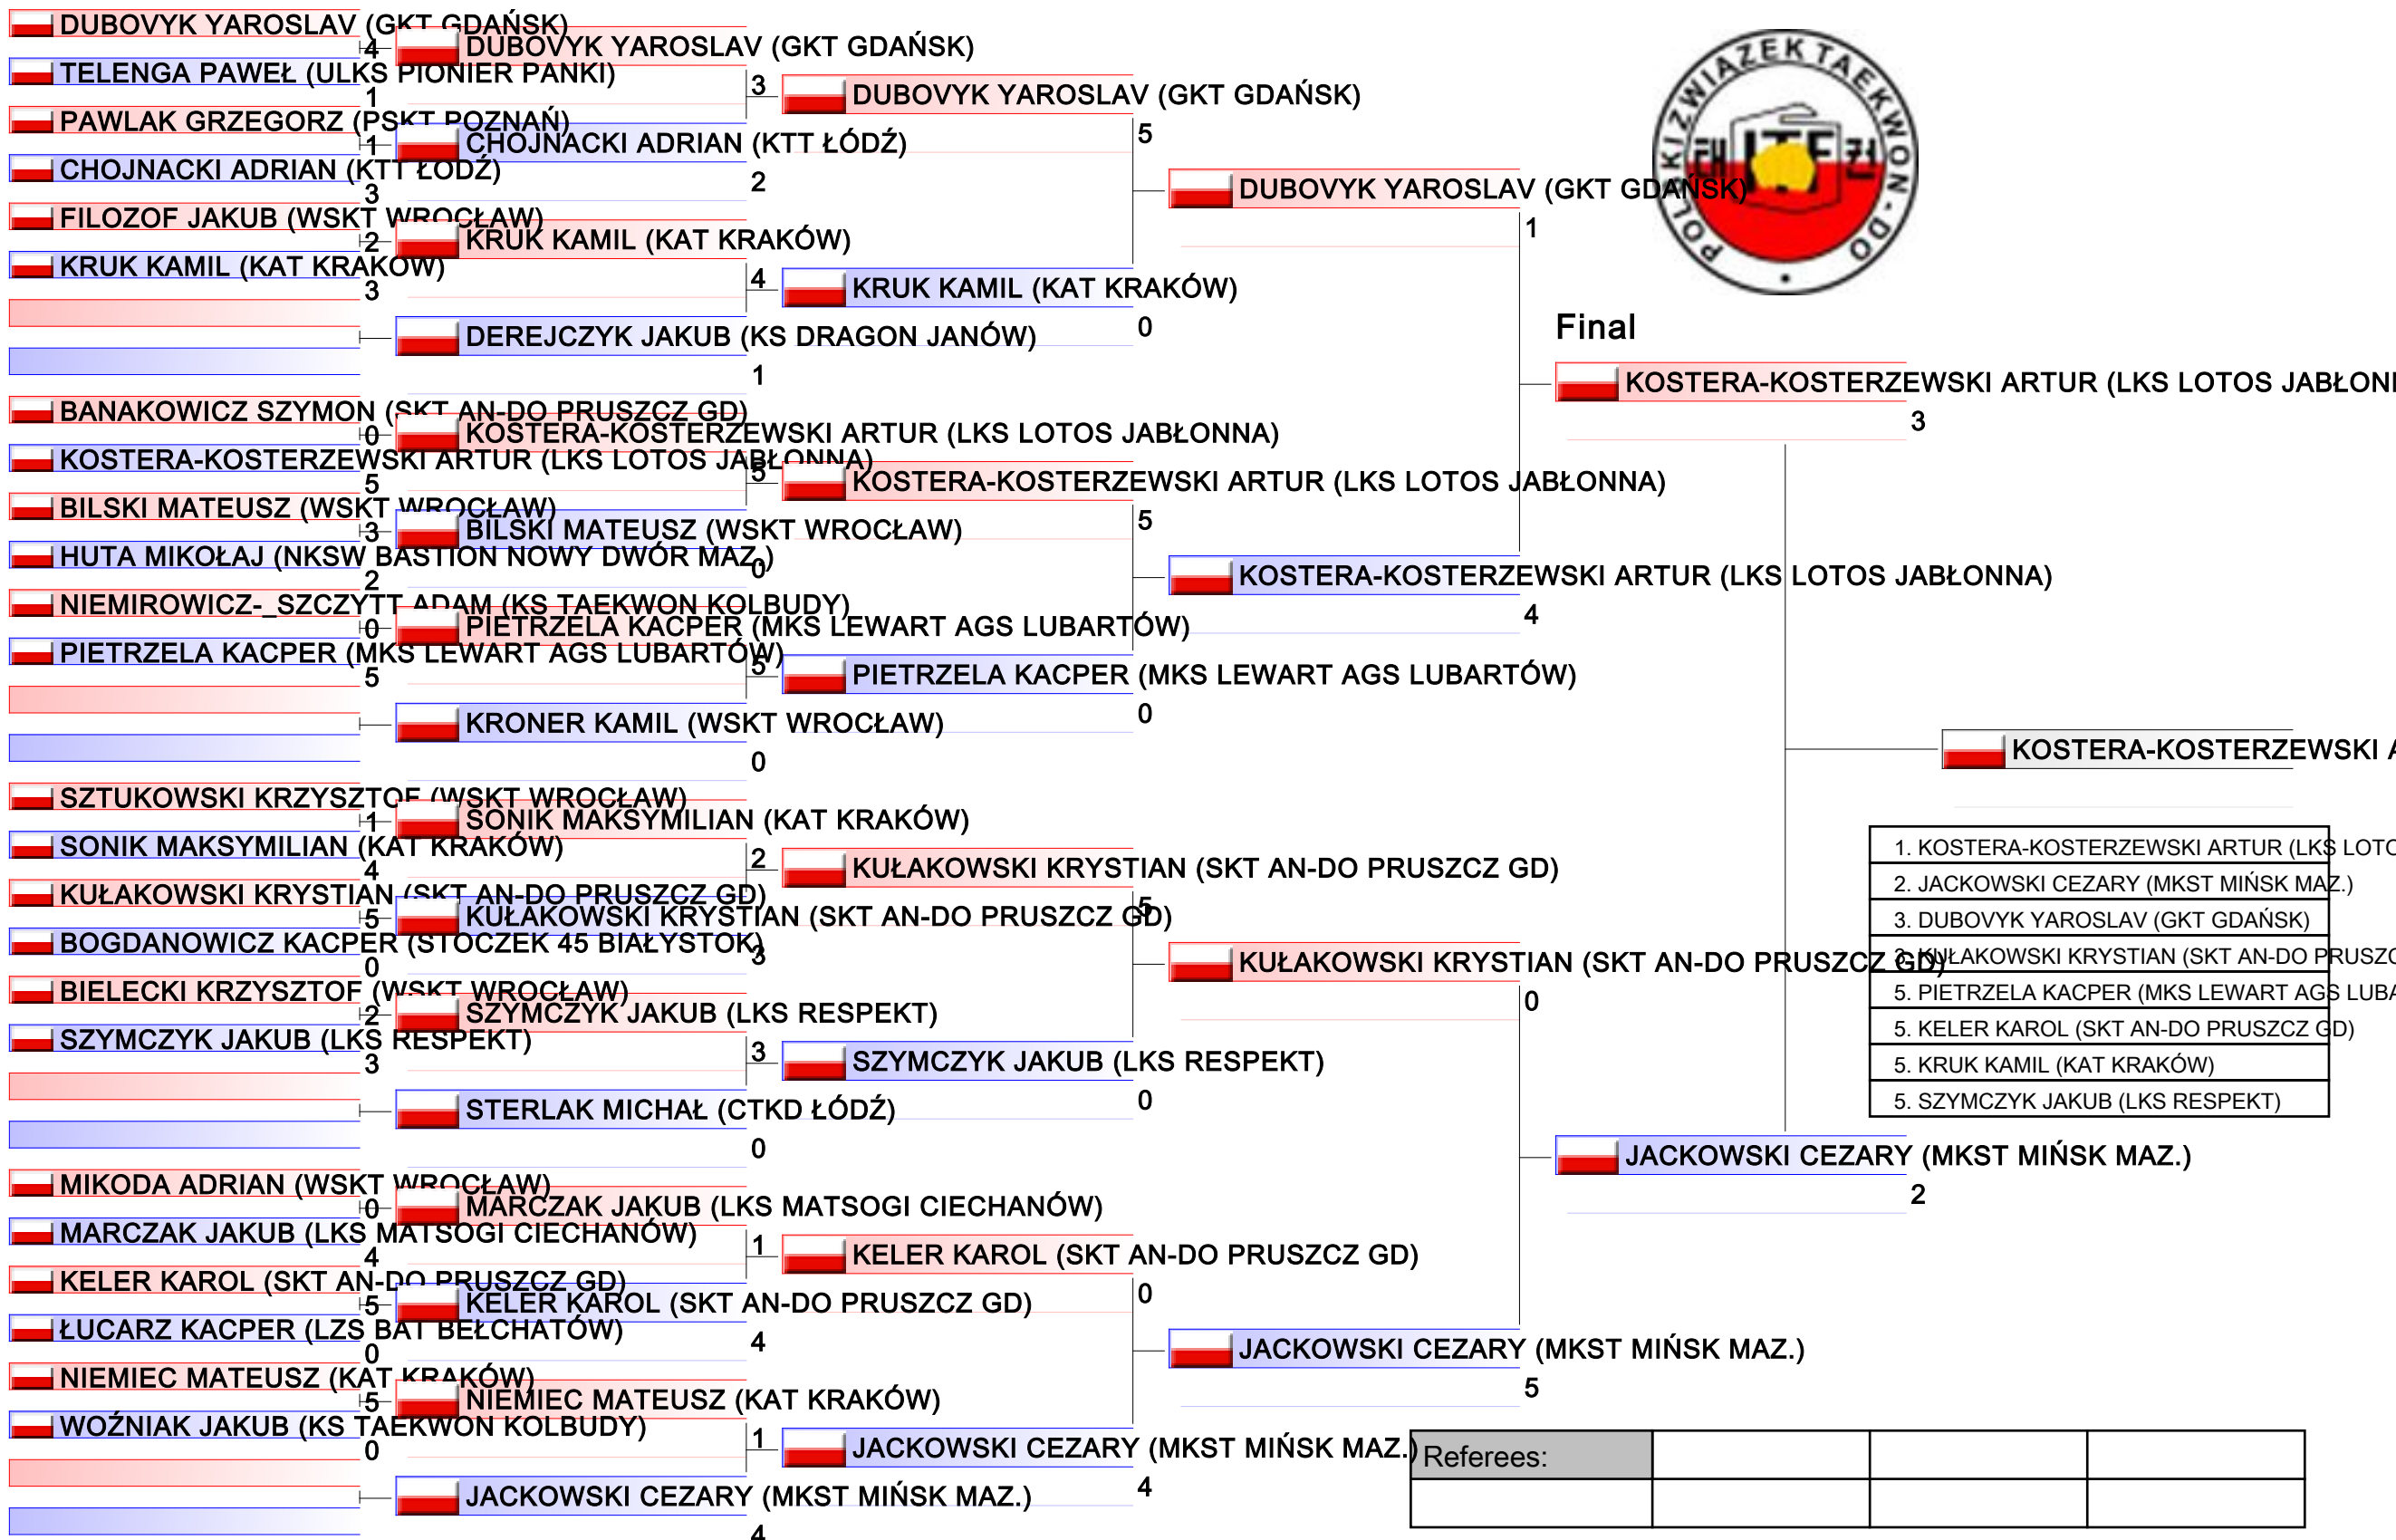 DUBOVYK YAROSLAV (GKT GDAŃSK)
4
TELENGA PAWEŁ (ULKS PIONIER PANKI)
1
PAWLAK GRZEGORZ (PSKT POZNAŃ)
1
CHOJNACKI ADRIAN (KTT ŁODŹ)
3
FILOZOF JAKUB (WSKT WROCŁAW)
2
KRUK KAMIL (KAT KRAKÓW)
3
BANAKOWICZ SZYMON (SKT AN-DO PRUSZCZ GD)
0
KOSTERA-KOSTERZEWSKI ARTUR (LKS LOTOS JABŁONNA)
5
BILSKI MATEUSZ (WSKT WROCŁAW)
3
HUTA MIKOŁAJ (NKSW BASTION NOWY DWÓR MAZ.)
2
NIEMIROWICZ-_SZCZYTT ADAM (KS TAEKWON KOLBUDY)
0
PIETRZELA KACPER (MKS LEWART AGS LUBARTÓW)
5
SZTUKOWSKI KRZYSZTOF (WSKT WROCŁAW)
1
SONIK MAKSYMILIAN (KAT KRAKÓW)
4
KUŁAKOWSKI KRYSTIAN (SKT AN-DO PRUSZCZ GD)
5
BOGDANOWICZ KACPER (STOCZEK 45 BIAŁYSTOK)
0
BIELECKI KRZYSZTOF (WSKT WROCŁAW)
2
SZYMCZYK JAKUB (LKS RESPEKT)
3
MIKODA ADRIAN (WSKT WROCŁAW)
0
MARCZAK JAKUB (LKS MATSOGI CIECHANÓW)
4
KELER KAROL (SKT AN-DO PRUSZCZ GD)
5
ŁUCARZ KACPER (LZS BAT BEŁCHATÓW)
0
NIEMIEC MATEUSZ (KAT KRAKÓW)
5
WOŹNIAK JAKUB (KS TAEKWON KOLBUDY)
0
DUBOVYK YAROSLAV (GKT GDAŃSK)
3
CHOJNACKI ADRIAN (KTT ŁÓDŹ)
2
KRUK KAMIL (KAT KRAKÓW)
4
DEREJCZYK JAKUB (KS DRAGON JANÓW)
1
KOSTERA-KOSTERZEWSKI ARTUR (LKS LOTOS JABŁONNA)
5
BILSKI MATEUSZ (WSKT WROCŁAW)
0
PIETRZELA KACPER (MKS LEWART AGS LUBARTÓW)
5
KRONER KAMIL (WSKT WROCŁAW)
0
SONIK MAKSYMILIAN (KAT KRAKÓW)
2
KUŁAKOWSKI KRYSTIAN (SKT AN-DO PRUSZCZ GD)
3
SZYMCZYK JAKUB (LKS RESPEKT)
3
STERLAK MICHAŁ (CTKD ŁÓDŹ)
0
MARCZAK JAKUB (LKS MATSOGI CIECHANÓW)
1
KELER KAROL (SKT AN-DO PRUSZCZ GD)
4
NIEMIEC MATEUSZ (KAT KRAKÓW)
1
JACKOWSKI CEZARY (MKST MIŃSK MAZ.)
4
DUBOVYK YAROSLAV (GKT GDAŃSK)
5
KRUK KAMIL (KAT KRAKÓW)
0
KOSTERA-KOSTERZEWSKI ARTUR (LKS LOTOS JABŁONNA)
5
PIETRZELA KACPER (MKS LEWART AGS LUBARTÓW)
0
KUŁAKOWSKI KRYSTIAN (SKT AN-DO PRUSZCZ GD)
5
SZYMCZYK JAKUB (LKS RESPEKT)
0
KELER KAROL (SKT AN-DO PRUSZCZ GD)
0
JACKOWSKI CEZARY (MKST MIŃSK MAZ.)
4
DUBOVYK YAROSLAV (GKT GDAŃSK)
1
KOSTERA-KOSTERZEWSKI ARTUR (LKS LOTOS JABŁONNA)
4
KUŁAKOWSKI KRYSTIAN (SKT AN-DO PRUSZCZ GD)
0
JACKOWSKI CEZARY (MKST MIŃSK MAZ.)
5
POLSKI ZWIAZEK TAEKWON-DO
ITF
Final
KOSTERA-KOSTERZEWSKI ARTUR (LKS LOTOS JABŁONN
3
JACKOWSKI CEZARY (MKST MIŃSK MAZ.)
2
KOSTERA-KOSTERZEWSKI A
1. KOSTERA-KOSTERZEWSKI ARTUR (LKS LOTO
2. JACKOWSKI CEZARY (MKST MIŃSK MAZ.)
3. DUBOVYK YAROSLAV (GKT GDAŃSK)
3. KUŁAKOWSKI KRYSTIAN (SKT AN-DO PRUSZC
5. PIETRZELA KACPER (MKS LEWART AGS LUBA
5. KELER KAROL (SKT AN-DO PRUSZCZ GD)
5. KRUK KAMIL (KAT KRAKÓW)
5. SZYMCZYK JAKUB (LKS RESPEKT)
Referees: